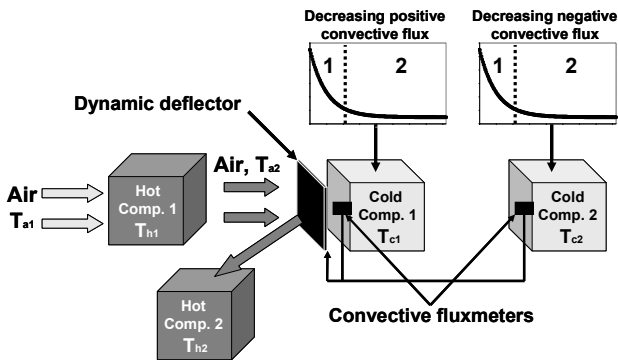 Decreasing positive
convective flux
Decreasing negative
convective flux
1
2
1
2
Dynamic deflector
Air, Ta2
Air
Ta1
Hot
Comp. 1
Th1
Cold
Comp. 1
Tc1
Cold
Comp. 2
Tc2
Hot
Comp. 2
Th2
Convective fluxmeters